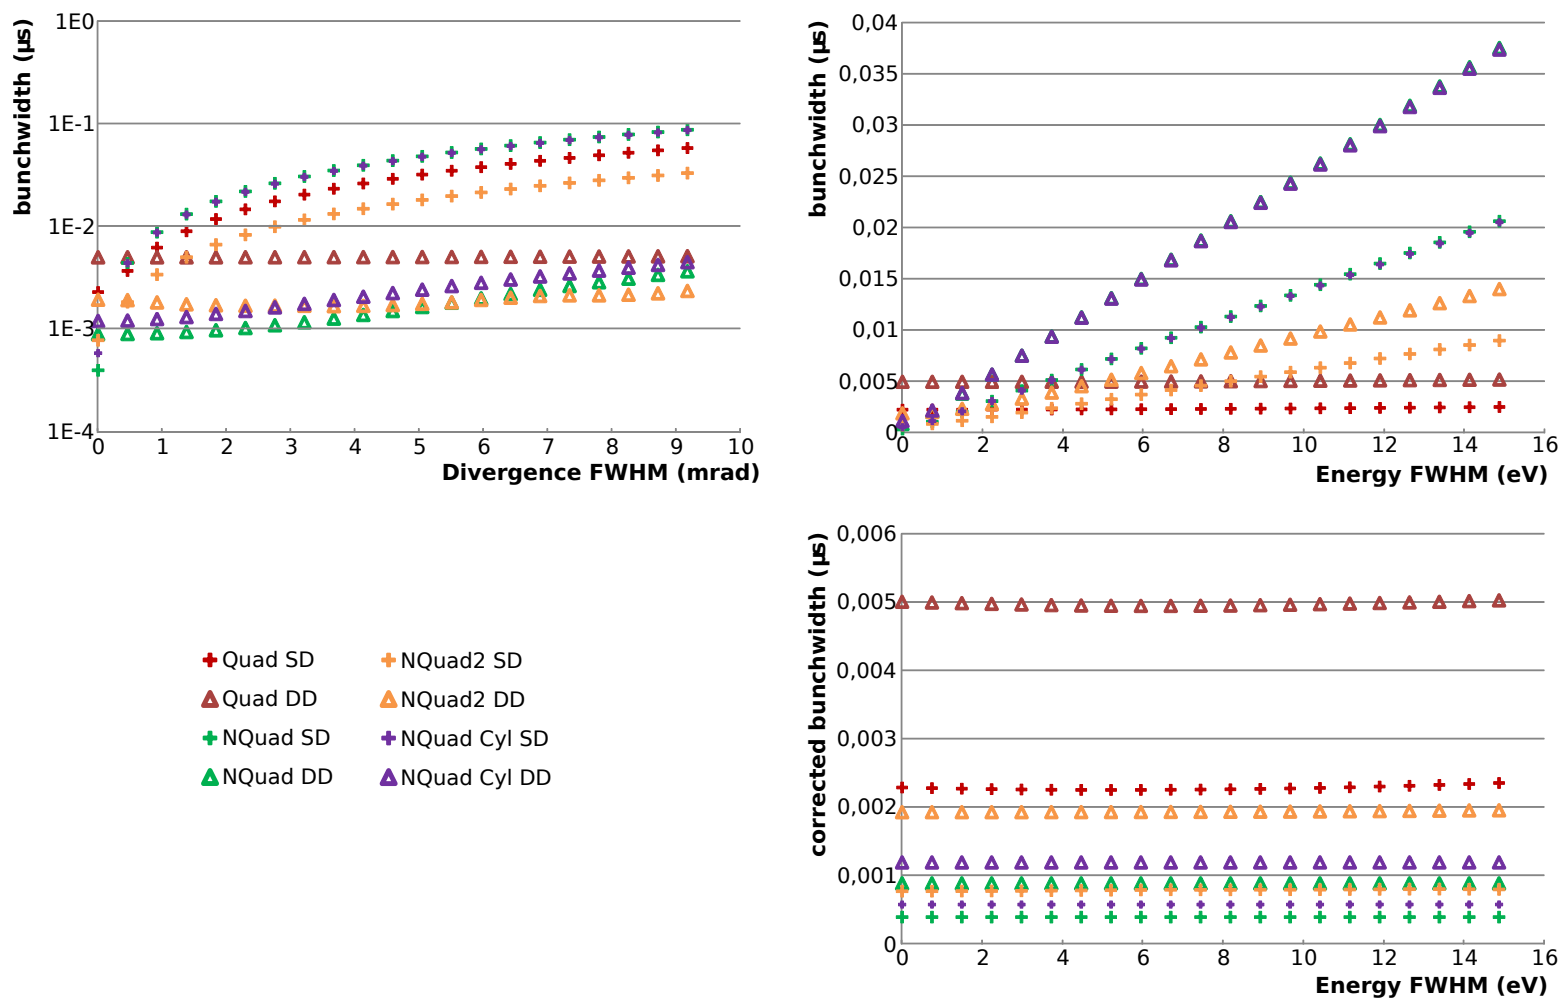 bunchwidth (µs)
1E0
1E-1
1E-2
1E-3
1E-4
0 1 2 3 4 5 6 7 8 9 10
Divergence FWHM (mrad)
bunchwidth (µs)
0,04
0,035
0,03
0,025
0,02
0,015
0,01
0,005
0
0 2 4 6 8 10 12 14 16
Energy FWHM (eV)
Quad SD
Quad DD
NQuad SD
NQuad DD
NQuad2 SD
NQuad2 DD
NQuad Cyl SD
NQuad Cyl DD
corrected bunchwidth (µs)
0,006
0,005
0,004
0,003
0,002
0,001
0
0 2 4 6 8 10 12 14 16
Energy FWHM (eV)